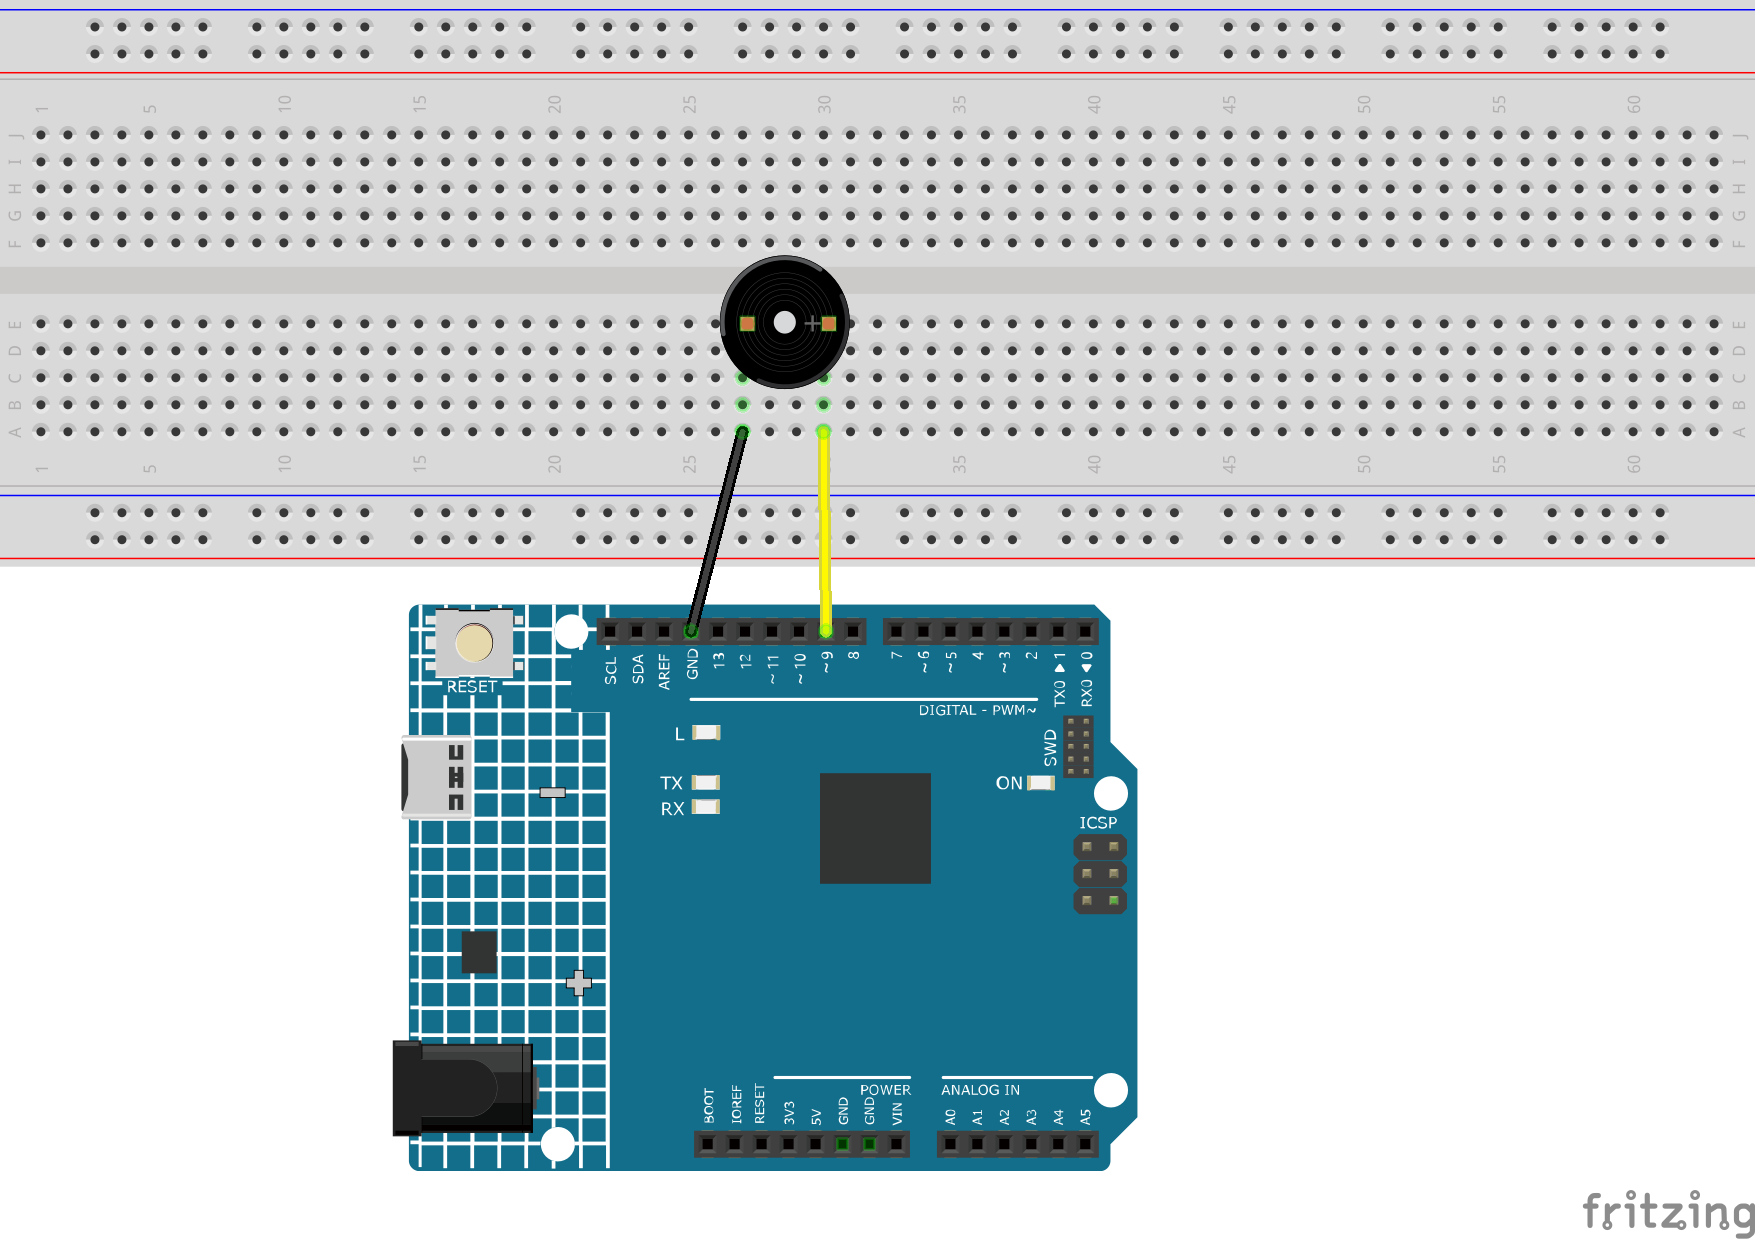 1 5 10 15 20 25 30 35 40 45 50 55 60
J J
I I
H H
G G
F F
+
E E
D D
C C
B B
A A
1 5 10 15 20 25 35 40 45 50 55 60
SCL SDA AREF GND 13 12 ~11 ~10 ~9 8 7 ~6 ~5 4 ~3 2 TX0▶1 RX0◀0
RESET
DIGITAL - PWM~
L
SWD
TX
ON
RX
ICSP
POWER
ANALOG IN
BOOT IOREF RESET 3V3 5V GND GND VIN A0 A1 A2 A3 A4 A5
fritzing